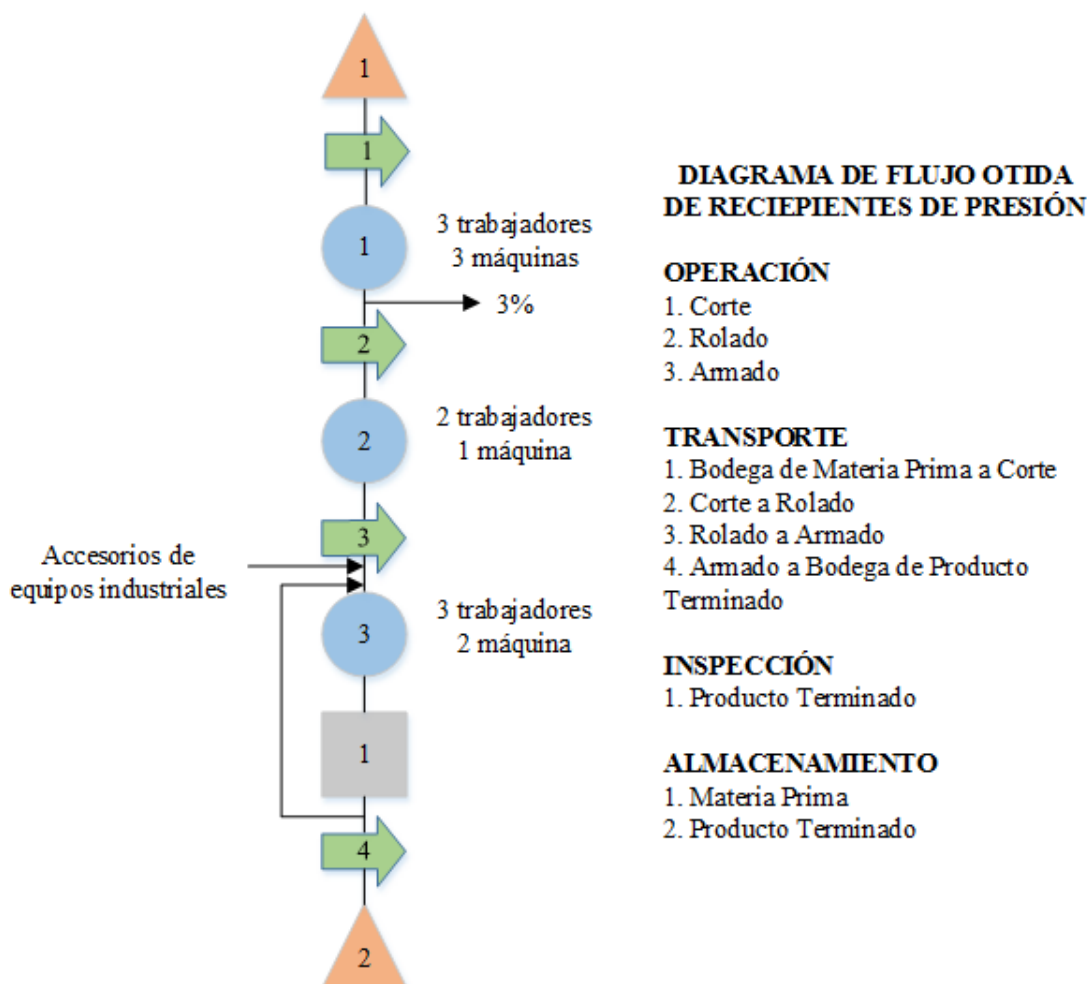 1
1
1
3 trabajadores
3 máquinas
3%
2
2
2 trabajadores
1 máquina
3
Accesorios de
equipos industriales
3
3 trabajadores
2 máquina
1
4
2
DIAGRAMA DE FLUJO OTIDA
DE RECIEPIENTES DE PRESIÓN
OPERACIÓN
1. Corte
2. Rolado
3. Armado
TRANSPORTE
1. Bodega de Materia Prima a Corte
2. Corte a Rolado
3. Rolado a Armado
4. Armado a Bodega de Producto
Terminado
INSPECCIÓN
1. Producto Terminado
ALMACENAMIENTO
1. Materia Prima
2. Producto Terminado